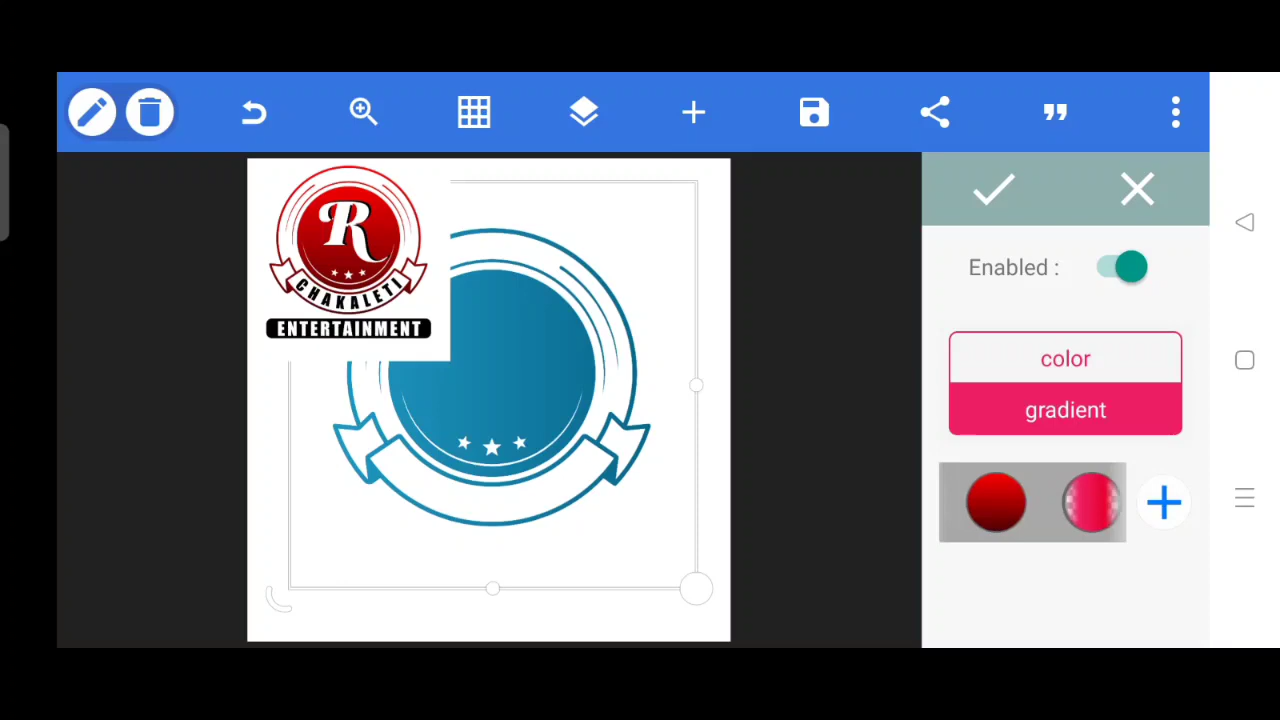 R
CHAKALETI
ENTERTAINMENT
Enabled :
color
gradient